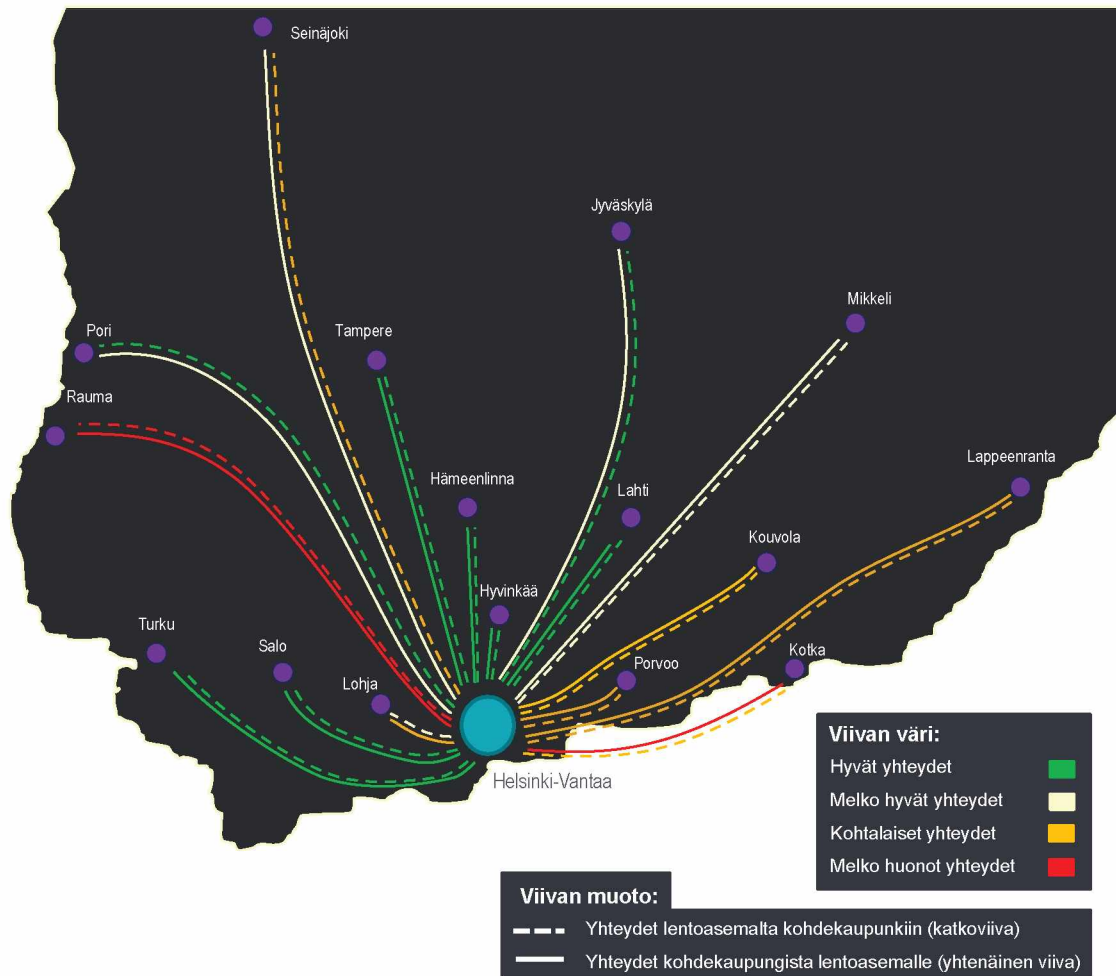 Seinäjoki
Jyväskylä
Mikkeli
Pori
Tampere
Rauma
Lappeenranta
Hämeenlinna
Lahti
Kouvola
Hyvinkää
Turku
Salo
Kotka
Porvoo
Lohja
Helsinki-Vantaa
Viivan väri:
Hyvät yhteydet
Melko hyvät yhteydet
Kohtalaiset yhteydet
Melko huonot yhteydet
Viivan muoto:
Yhteydet lentoasemalta kohdekaupunkiin (katkoviiva)
Yhteydet kohdekaupungista lentoasemalle (yhtenäinen viiva)